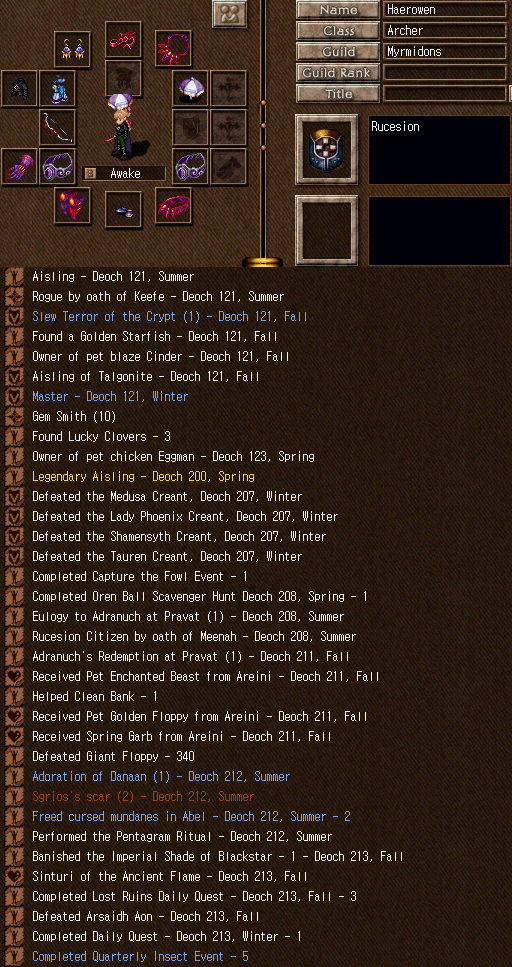 Name Haerowen
Class Archer
Guild Myrmidons
Guild Rank
Title
Rucesion
Awake
Aisling - Deoch 121, Summer
Rogue by oath of Keefe - Deoch 121, Summer
Slew Terror of the Crypt (1) - Deoch 121, Fall
Found a Golden Starfish - Deoch 121, Fall
Owner of pet blaze Cinder - Deoch 121, Fall
Aisling of Talgonite - Deoch 121, Fall
Master - Deoch 121, Winter
Gem Smith (10)
Found Lucky Clovers - 3
Owner of pet chicken Eggman - Deoch 123, Spring
Legendary Aisling - Deoch 200, Spring
Defeated the Medusa Creant, Deoch 207, Winter
Defeated the Lady Phoenix Creant, Deoch 207, Winter
Defeated the Shamensyth Creant, Deoch 207, Winter
Defeated the Tauren Creant, Deoch 207, Winter
Completed Capture the Fowl Event - 1
Completed Oren Ball Scavenger Hunt Deoch 208, Spring - 1
Eulogy to Adranuch at Pravat (1) - Deoch 208, Summer
Rucesion Citizen by oath of Meenah - Deoch 208, Summer
Adranuch's Redemption at Pravat (1) - Deoch 211, Fall
Received Pet Enchanted Beast from Areini - Deoch 211, Fall
Helped Clean Bank - 1
Received Pet Golden Floppy from Areini - Deoch 211, Fall
Received Spring Garb from Areini - Deoch 211, Fall
Defeated Giant Floppy - 340
Adoration of Danaan (1) - Deoch 212, Summer
Sgrios's scar (2) - Deoch 212, Summer
Freed cursed mundanes in Abel - Deoch 212, Summer - 2
Performed the Pentagram Ritual - Deoch 212, Summer
Banished the Imperial Shade of Blackstar - 1 - Deoch 213, Fall
Sinturi of the Ancient Flame - Deoch 213, Fall
Completed Lost Ruins Daily Quest - Deoch 213, Fall - 3
Defeated Arsaidh Aon - Deoch 213, Fall
Completed Daily Quest - Deoch 213, Winter - 1
Completed Quarterly Insect Event - 5